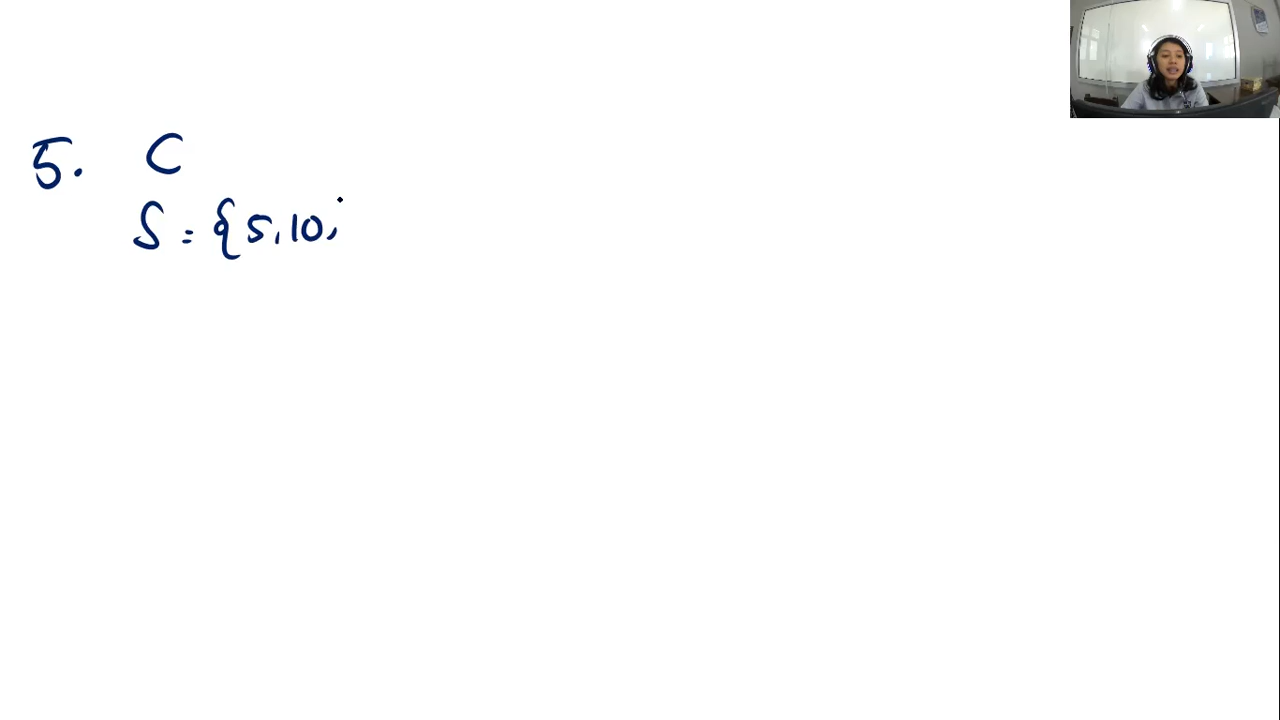 5. C
S = {5, 10,